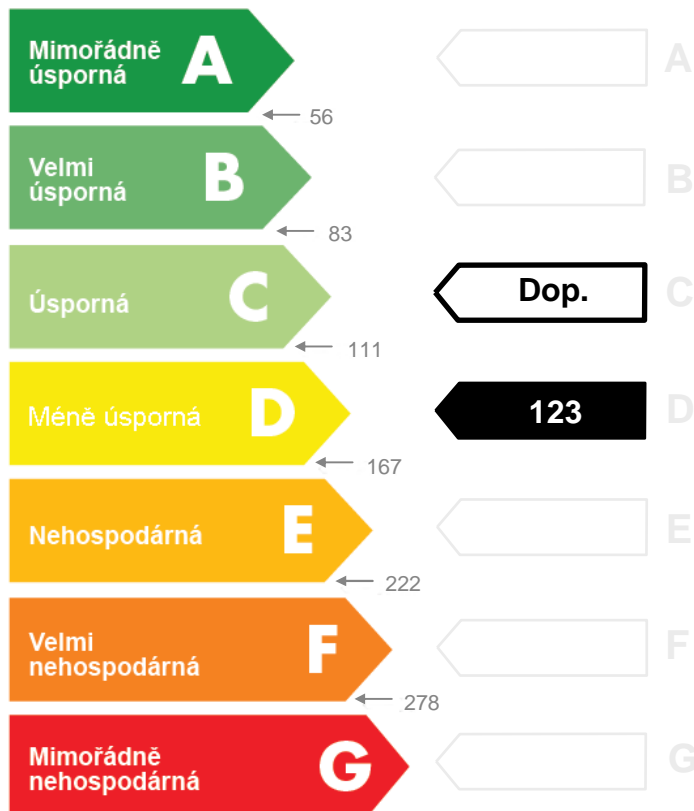 Mimořádně
úsporná
A
A
56
Velmi
úsporná
B
B
83
Úsporná
C
Dop.
C
111
Méně úsporná
D
123
D
167
Nehospodárná
E
E
222
Velmi
nehospodárná
F
F
278
Mimořádně
nehospodárná
G
G